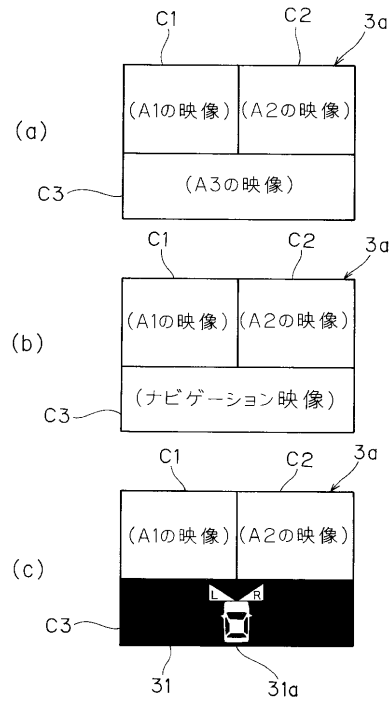 C1 C2 3a
(a)
(A1の映像) (A2の映像)
(A3の映像)
C3
C1 C2 3a
(b)
(A1の映像) (A2の映像)
(ナビゲーション映像)
C3
C1 C2 3a
(A1の映像) (A2の映像)
(c)
L R
C3
31 31a